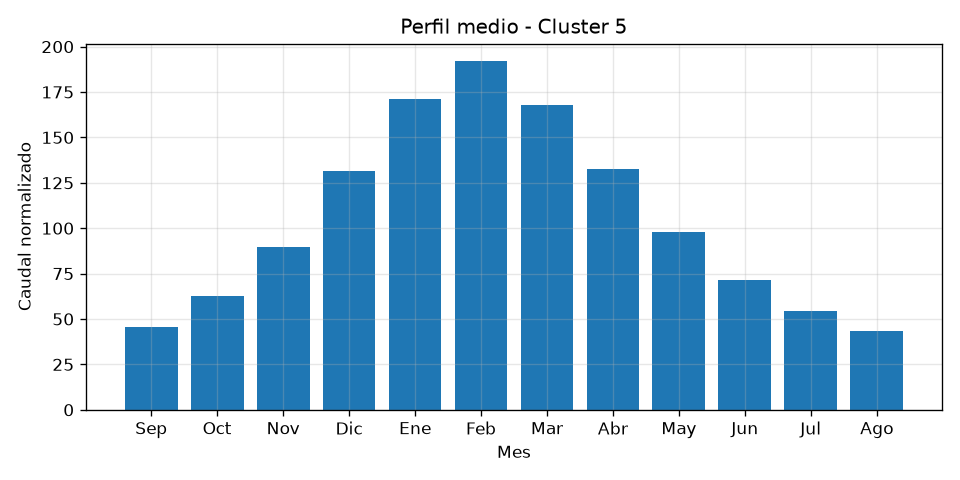 Perfil medio - Cluster 5
Caudal normalizado
200
175
150
125
100
75
50
25
0
Sep Oct Nov Dic Ene Feb Mar Abr May Jun Jul Ago
Mes